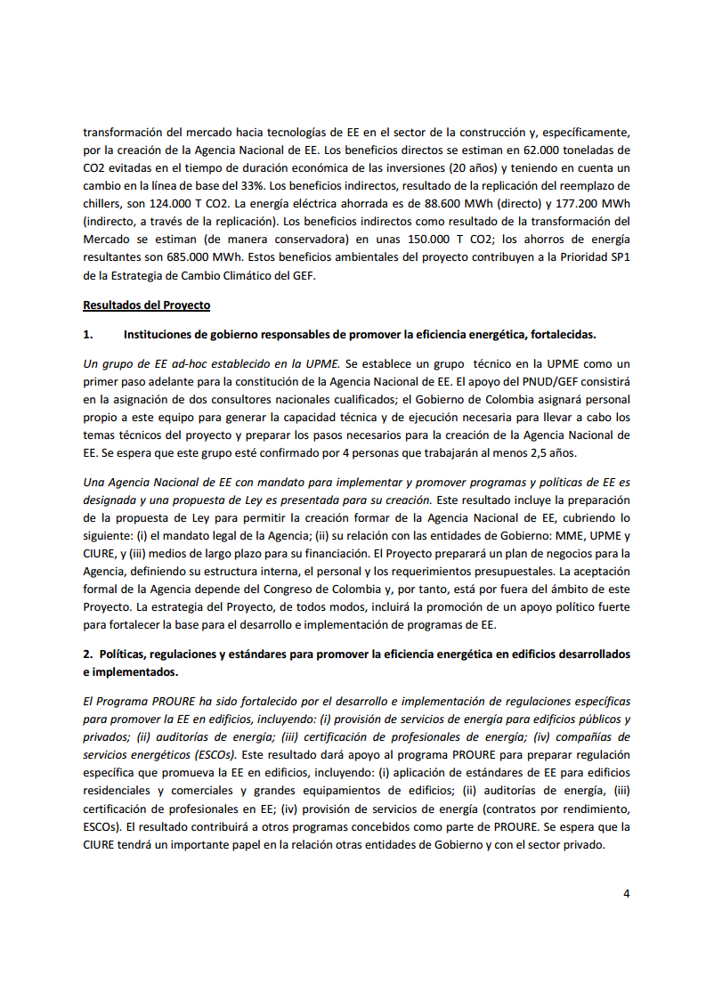 transformación del mercado hacia tecnologías de EE en el sector de la construcción y, específicamente,
por la creación de la Agencia Nacional de EE. Los beneficios directos se estiman en 62.000 toneladas de
CO2 evitadas en el tiempo de duración económica de las inversiones (20 años) y teniendo en cuenta un
cambio en la línea de base del 33%. Los beneficios indirectos, resultado de la replicación del reemplazo de
chillers, son 124.000 T CO2. La energía eléctrica ahorrada es de 88.600 MWh (directo) y 177.200 MWh
(indirecto, a través de la replicación). Los beneficios indirectos como resultado de la transformación del
Mercado se estiman (de manera conservadora) en unas 150.000 T CO2; los ahorros de energía
resultantes son 685.000 MWh. Estos beneficios ambientales del proyecto contribuyen a la Prioridad SP1
de la Estrategia de Cambio Climático del GEF.
Resultados del Proyecto
1. Instituciones de gobierno responsables de promover la eficiencia energética, fortalecidas.
Un grupo de EE ad-hoc establecido en la UPME. Se establece un grupo técnico en la UPME como un
primer paso adelante para la constitución de la Agencia Nacional de EE. El apoyo del PNUD/GEF consistirá
en la asignación de dos consultores nacionales cualificados; el Gobierno de Colombia asignará personal
propio a este equipo para generar la capacidad técnica y de ejecución necesaria para llevar a cabo los
temas técnicos del proyecto y preparar los pasos necesarios para la creación de la Agencia Nacional de
EE. Se espera que este grupo esté confirmado por 4 personas que trabajarán al menos 2,5 años.
Una Agencia Nacional de EE con mandato para implementar y promover programas y políticas de EE es
designada y una propuesta de Ley es presentada para su creación. Este resultado incluye la preparación
de la propuesta de Ley para permitir la creación formar de la Agencia Nacional de EE, cubriendo lo
siguiente: (i) el mandato legal de la Agencia; (ii) su relación con las entidades de Gobierno: MME, UPME y
CIURE, y (iii) medios de largo plazo para su financiación. El Proyecto preparará un plan de negocios para la
Agencia, definiendo su estructura interna, el personal y los requerimientos presupuestales. La aceptación
formal de la Agencia depende del Congreso de Colombia y, por tanto, está por fuera del ámbito de este
Proyecto. La estrategia del Proyecto, de todos modos, incluirá la promoción de un apoyo político fuerte
para fortalecer la base para el desarrollo e implementación de programas de EE.
2. Políticas, regulaciones y estándares para promover la eficiencia energética en edificios desarrollados
e implementados.
El Programa PROURE ha sido fortalecido por el desarrollo e implementación de regulaciones específicas
para promover la EE en edificios, incluyendo: (i) provisión de servicios de energía para edificios públicos y
privados; (ii) auditorías de energía; (iii) certificación de profesionales de energía; (iv) compañías de
servicios energéticos (ESCOs). Este resultado dará apoyo al programa PROURE para preparar regulación
específica que promueva la EE en edificios, incluyendo: (i) aplicación de estándares de EE para edificios
residenciales y comerciales y grandes equipamientos de edificios; (ii) auditorías de energía, (iii)
certificación de profesionales en EE; (iv) provisión de servicios de energía (contratos por rendimiento,
ESCOs). El resultado contribuirá a otros programas concebidos como parte de PROURE. Se espera que la
CIURE tendrá un importante papel en la relación otras entidades de Gobierno y con el sector privado.
4